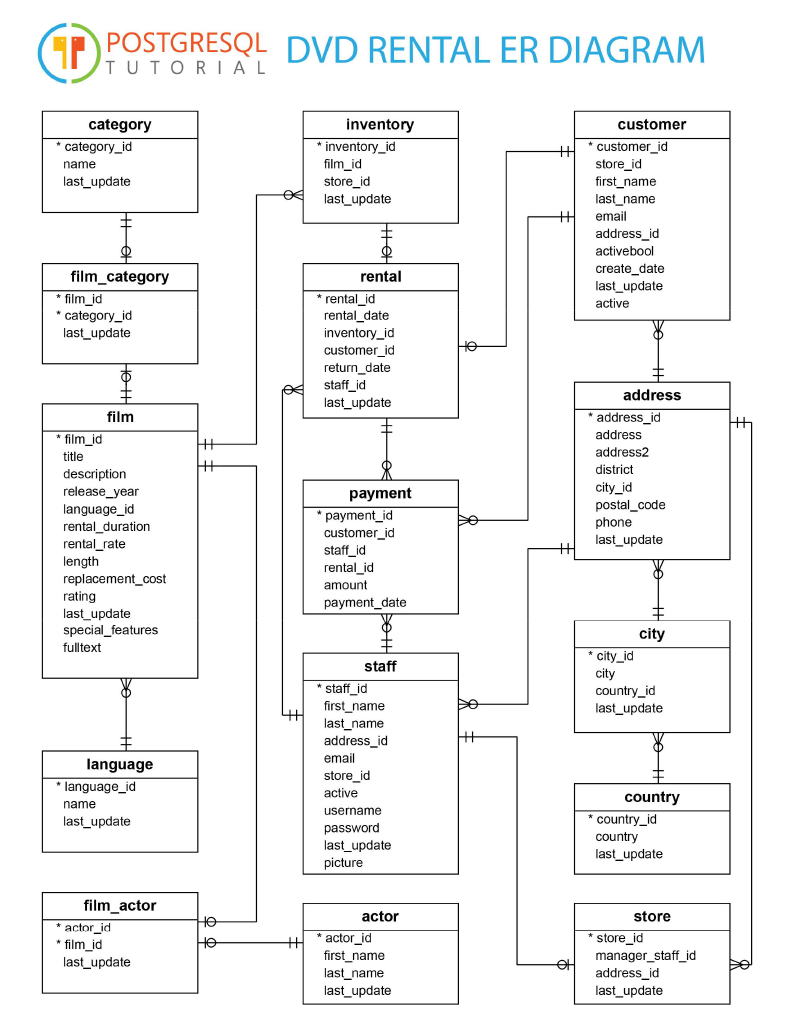 POSTGRESQL
TUTORIAL
DVD RENTAL ER DIAGRAM
category
* category_id
name
last_update
film_category
* film_id
* category_id
last_update
film
* film_id
title
description
release_year
language_id
rental_duration
rental_rate
length
replacement_cost
rating
last_update
special_features
fulltext
language
* language_id
name
last_update
film_actor
* actor_id
* film_id
last_update
inventory
* inventory_id
film_id
store_id
last_update
rental
* rental_id
rental_date
inventory_id
customer_id
return_date
staff_id
last_update
payment
* payment_id
customer_id
staff_id
rental_id
amount
payment_date
staff
* staff_id
first_name
last_name
address_id
email
store_id
active
username
password
last_update
picture
actor
* actor_id
first_name
last_name
last_update
customer
* customer_id
store_id
first_name
last_name
email
address_id
activebool
create_date
last_update
active
address
* address_id
address
address2
district
city_id
postal_code
phone
last_update
city
* city_id
city
country_id
last_update
country
* country_id
country
last_update
store
* store_id
manager_staff_id
address_id
last_update